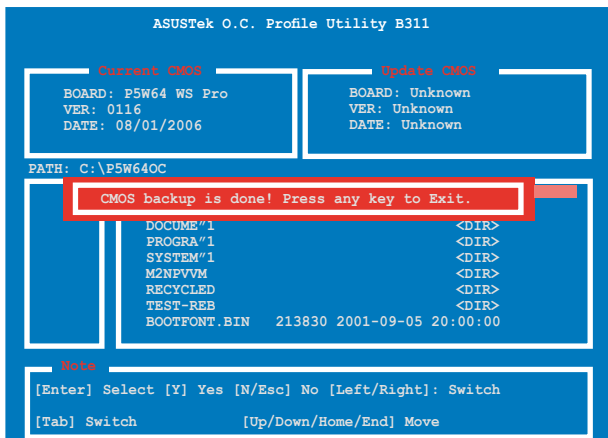 ASUSTek O.C. Profile Utility B311
Current CMOS
Update CMOS
BOARD: P5W64 WS Pro
VER: 0116
DATE: 08/01/2006
BOARD: Unknown
VER: Unknown
DATE: Unknown
PATH: C:\P5W64OC
CMOS backup is done! Press any key to Exit.
DOCUME"1 <DIR>
PROGRA"1 <DIR>
SYSTEM"1 <DIR>
M2NPVVM <DIR>
RECYCLED <DIR>
TEST-REB <DIR>
BOOTFONT.BIN 213830 2001-09-05 20:00:00
Note
[Enter] Select [Y] Yes [N/Esc] No [Left/Right]: Switch
[Tab] Switch [Up/Down/Home/End] Move